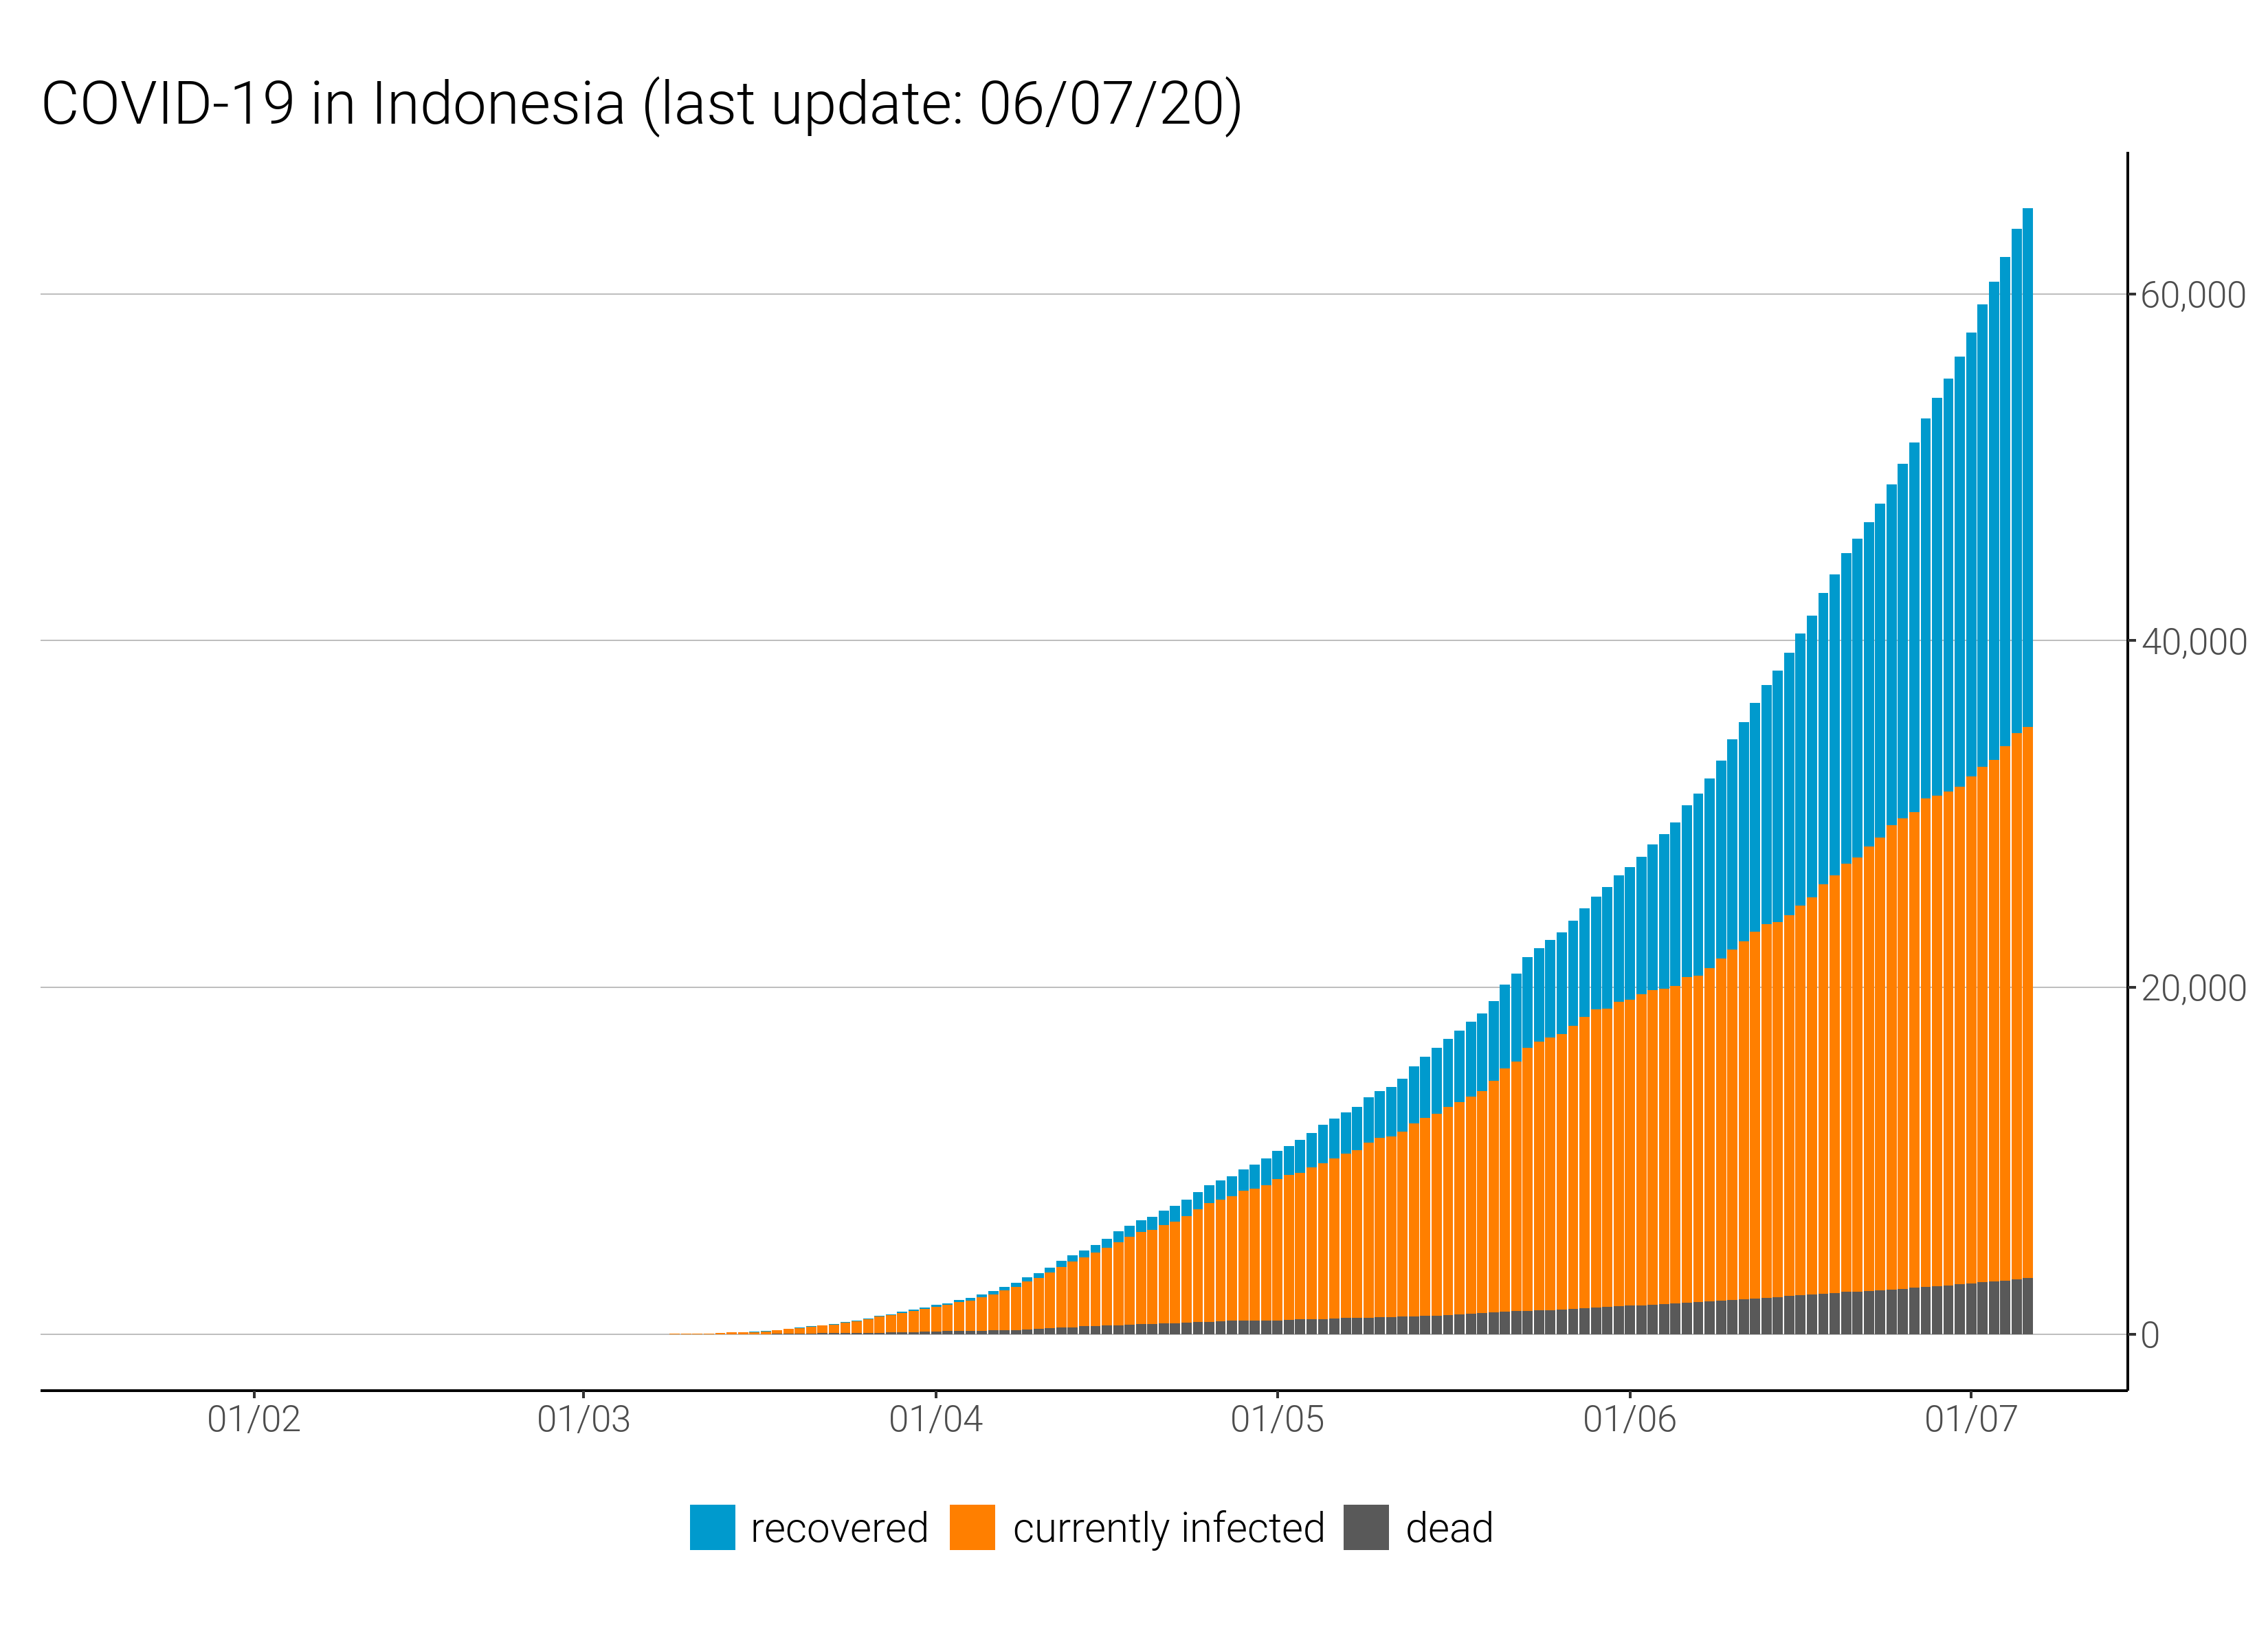 COVID-19 in Indonesia (last update: 06/07/20)
60,000
40,000
20,000
0
01/02 01/03 01/04 01/05 01/06 01/07
recovered currently infected dead